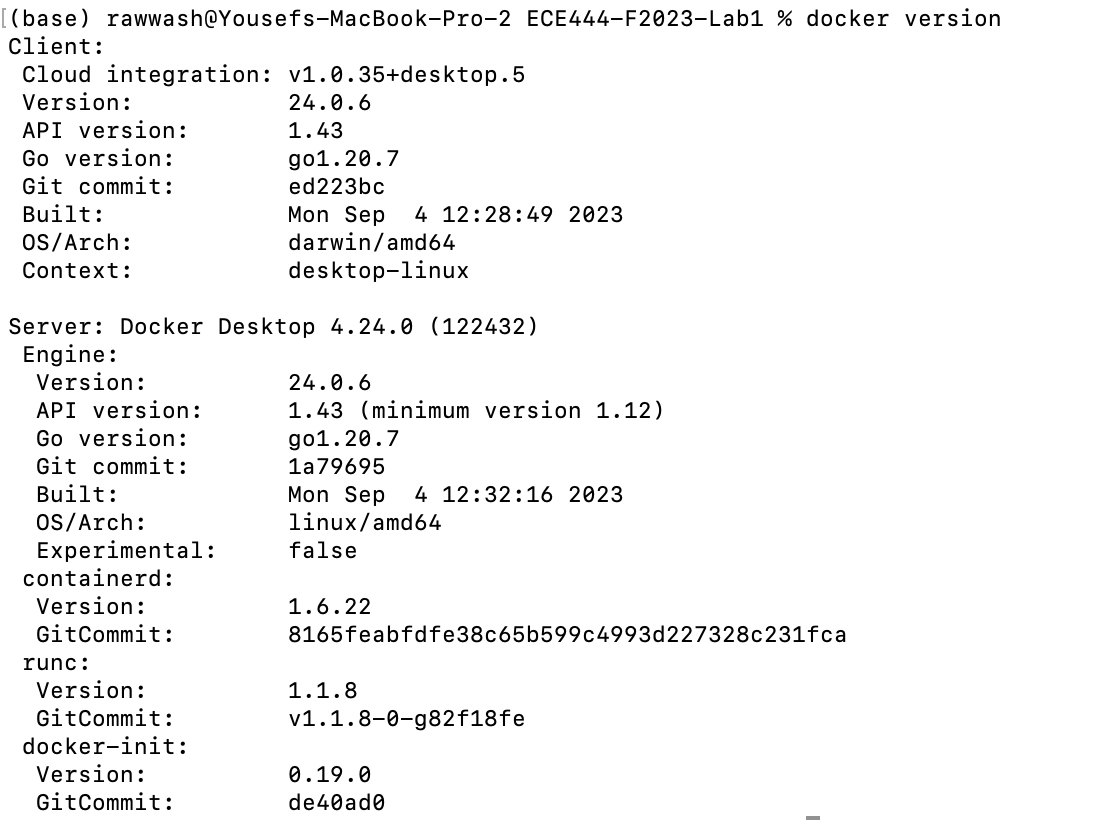 (base) rawwash@Yousefs-MacBook-Pro-2 ECE444-F2023-Lab1 % docker version
Client:
 Cloud integration: v1.0.35+desktop.5
 Version:           24.0.6
 API version:       1.43
 Go version:        go1.20.7
 Git commit:        ed223bc
 Built:             Mon Sep  4 12:28:49 2023
 OS/Arch:           darwin/amd64
 Context:           desktop-linux

Server: Docker Desktop 4.24.0 (122432)
 Engine:
  Version:          24.0.6
  API version:      1.43 (minimum version 1.12)
  Go version:       go1.20.7
  Git commit:       1a79695
  Built:            Mon Sep  4 12:32:16 2023
  OS/Arch:          linux/amd64
  Experimental:     false
 containerd:
  Version:          1.6.22
  GitCommit:        8165feabfdfe38c65b599c4993d227328c231fca
 runc:
  Version:          1.1.8
  GitCommit:        v1.1.8-0-g82f18fe
 docker-init:
  Version:          0.19.0
  GitCommit:        de40ad0